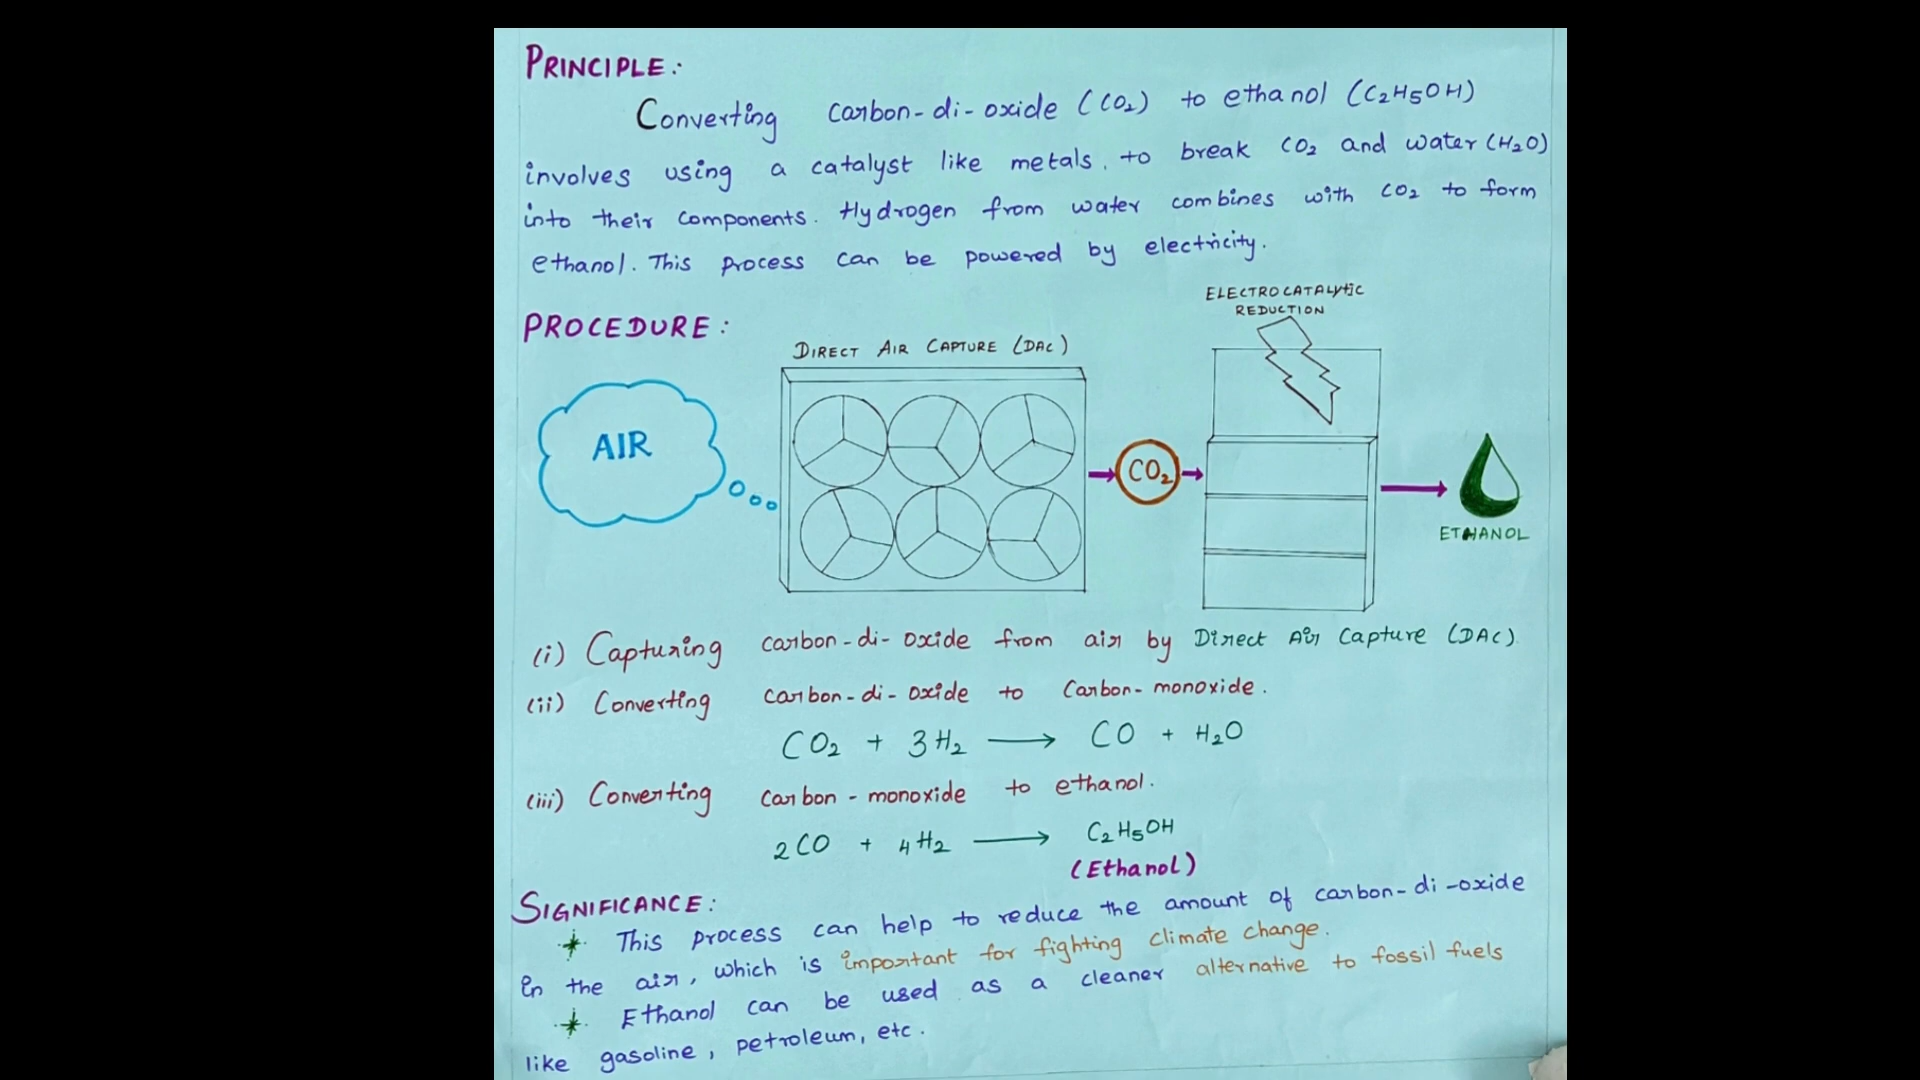 PRINCIPLE:
Converting carbon-di-oxide (CO₂) to ethanol (C₂H₅OH)
involves using a catalyst like metals, to break CO₂ and water (H₂O)
into their components. Hydrogen from water combines with CO₂ to form
ethanol. This process can be powered by electricity.
PROCEDURE:
ELECTROCATALYTIC
REDUCTION
DIRECT AIR CAPTURE (DAC)
AIR
CO₂
ETHANOL
(i) Capturing carbon-di-oxide from air by Direct Air Capture (DAC).
(ii) Converting carbon-di-oxide to Carbon-monoxide.
CO₂ + 3H₂ ⟶ CO + H₂O
(iii) Converting carbon-monoxide to ethanol.
2CO + 4H₂ ⟶ C₂H₅OH
(Ethanol)
SIGNIFICANCE:
This process can help to reduce the amount of carbon-di-oxide
in the air, which is important for fighting climate change.
Ethanol can be used as a cleaner alternative to fossil fuels
like gasoline, petroleum, etc.